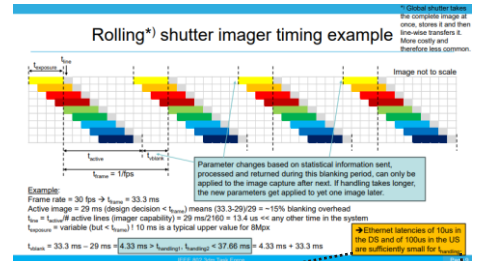 *) Global shutter takes
the complete image at
once, stores it and then
line-wise transfers it.
More costly and
therefore less common.
Rolling*) shutter imager timing example
t_exposure
t_line
Image not to scale
t_active
t_vblank
t_frame = 1/fps
Parameter changes based on statistical information sent,
processed and returned during this blanking period, can only be
applied to the image capture after next. If handling takes longer,
the new parameters get applied to yet one image later.
Example:
Frame rate = 30 fps → t_frame = 33.3 ms
Active image = 29 ms (design decision < t_frame) means (33.3-29)/29 = ~15% blanking overhead
t_line = t_active/# active lines (imager capability) = 29 ms/2160 = 13.4 us << any other time in the system
t_exposure = variable (but < t_frame) ! 10 ms is a typical upper value for 8Mpx
t_vblank = 33.3 ms – 29 ms = 4.33 ms > t_handling1, t_handling2 < 37.66 ms = 4.33 ms + 33.3 ms
➔Ethernet latencies of 10us in
the DS and of 100us in the US
are sufficiently small for t_handling